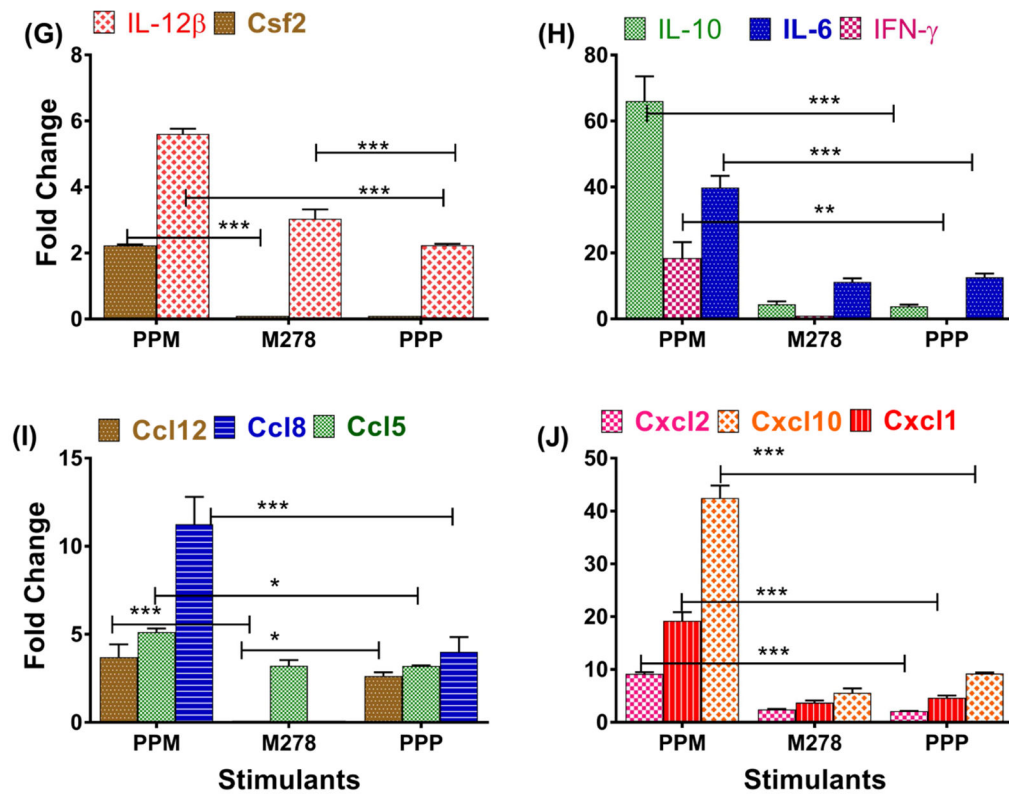 (G) IL-12β Csf2
Fold Change
8
6
4
2
0
***
***
***
PPM M278 PPP
(H) IL-10 IL-6 IFN-γ
80
60
40
20
0
***
***
**
PPM M278 PPP
(I) Ccl12 Ccl8 Ccl5
Fold Change
15
10
5
0
***
*
***
*
PPM M278 PPP
Stimulants
(J) Cxcl2 Cxcl10 Cxcl1
50
40
30
20
10
0
***
***
***
PPM M278 PPP
Stimulants